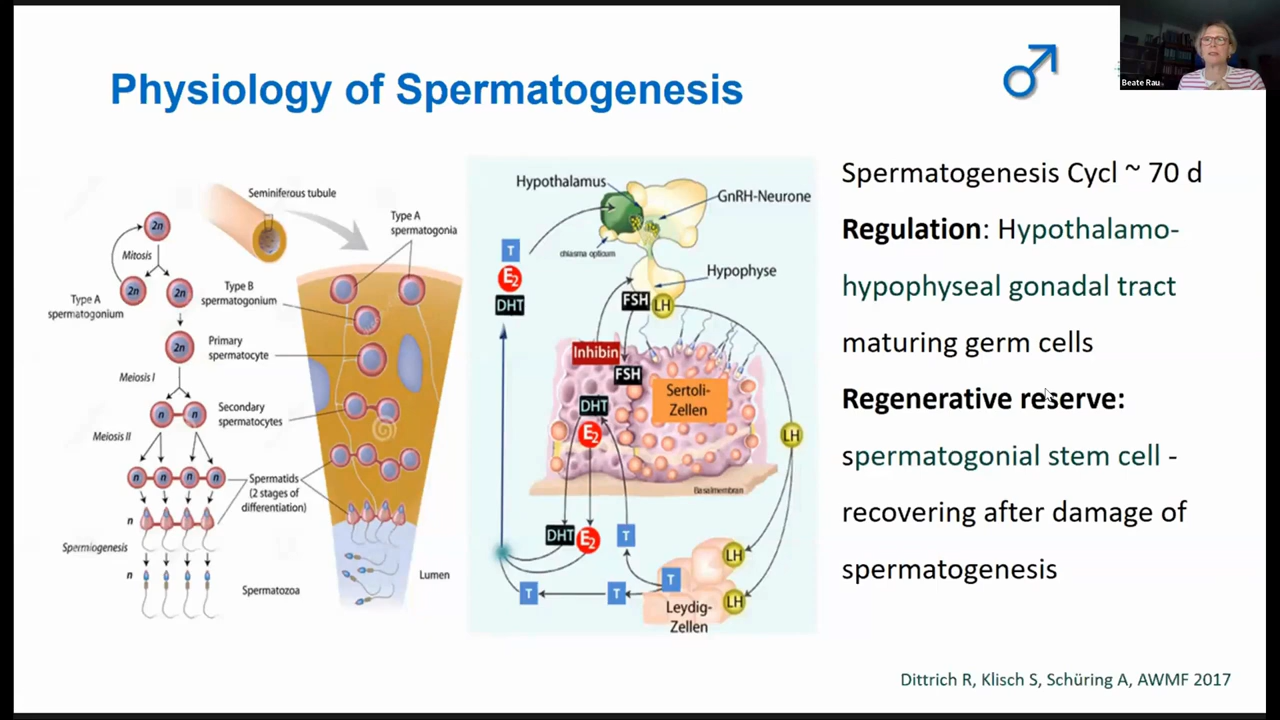 Physiology of Spermatogenesis
Beate Rau
Seminiferous tubule
2n
Mitosis
2n
2n
Type A
spermatogonium
2n
Meiosis I
n
n
Meiosis II
n
n
n
n
n
Spermiogenesis
n
Type A
spermatogonia
Type B
spermatogonium
Primary
spermatocyte
Secondary
spermatocytes
Spermatids
(2 stages of
differentiation)
Spermatozoa
Lumen
Hypothalamus
GnRH-Neurone
chiasma opticum
Hypophyse
T
E2
DHT
FSH
LH
Inhibin
FSH
Sertoli-
Zellen
DHT
E2
LH
Basalmembran
DHT
E2
T
LH
T
T
T
LH
Leydig-
Zellen
Spermatogenesis Cycl ~ 70 d
Regulation: Hypothalamo-
hypophyseal gonadal tract
maturing germ cells
Regenerative reserve:
spermatogonial stem cell -
recovering after damage of
spermatogenesis
Dittrich R, Klisch S, Schüring A, AWMF 2017